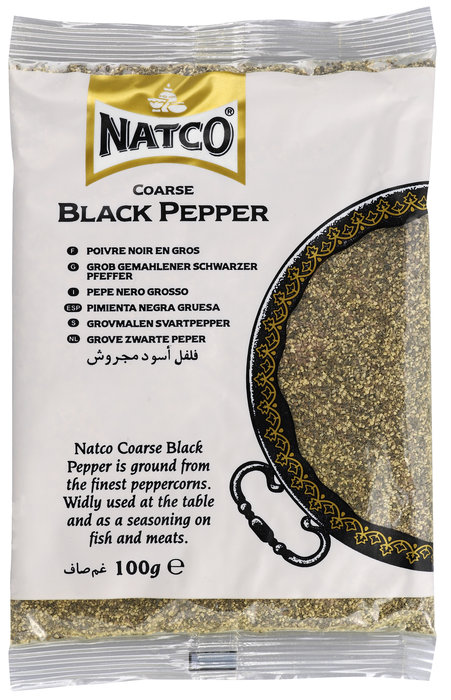 NATCO®
COARSE
BLACK PEPPER
F POIVRE NOIR EN GROS
G GROB GEMAHLENER SCHWARZER
PFEFFER
I PEPE NERO GROSSO
ESP PIMIENTA NEGRA GRUESA
S GROVMALEN SVARTPEPPER
NL GROVE ZWARTE PEPER
فلفل أسود مجروش
Natco Coarse Black
Pepper is ground from
the finest peppercorns.
Widly used at the table
and as a seasoning on
fish and meats.
100g ℮ غم صاف